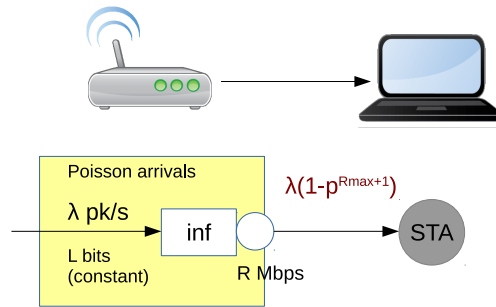 Poisson arrivals
λ pk/s
λ(1-p^Rmax+1)
inf
STA
L bits
(constant)
R Mbps